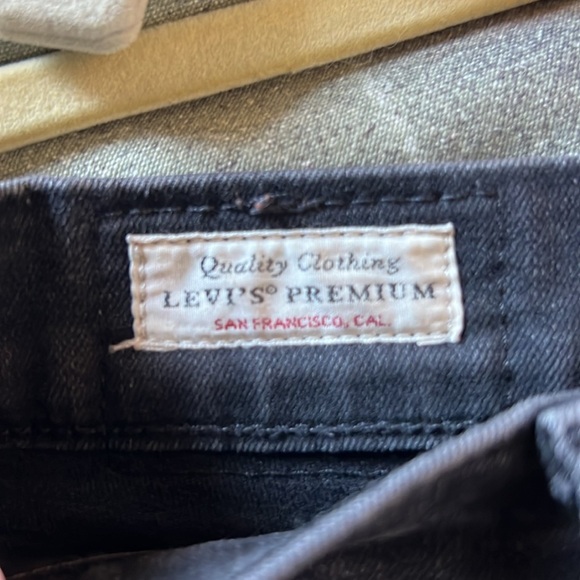 Quality Clothing
LEVI'S® PREMIUM
SAN FRANCISCO, CAL.